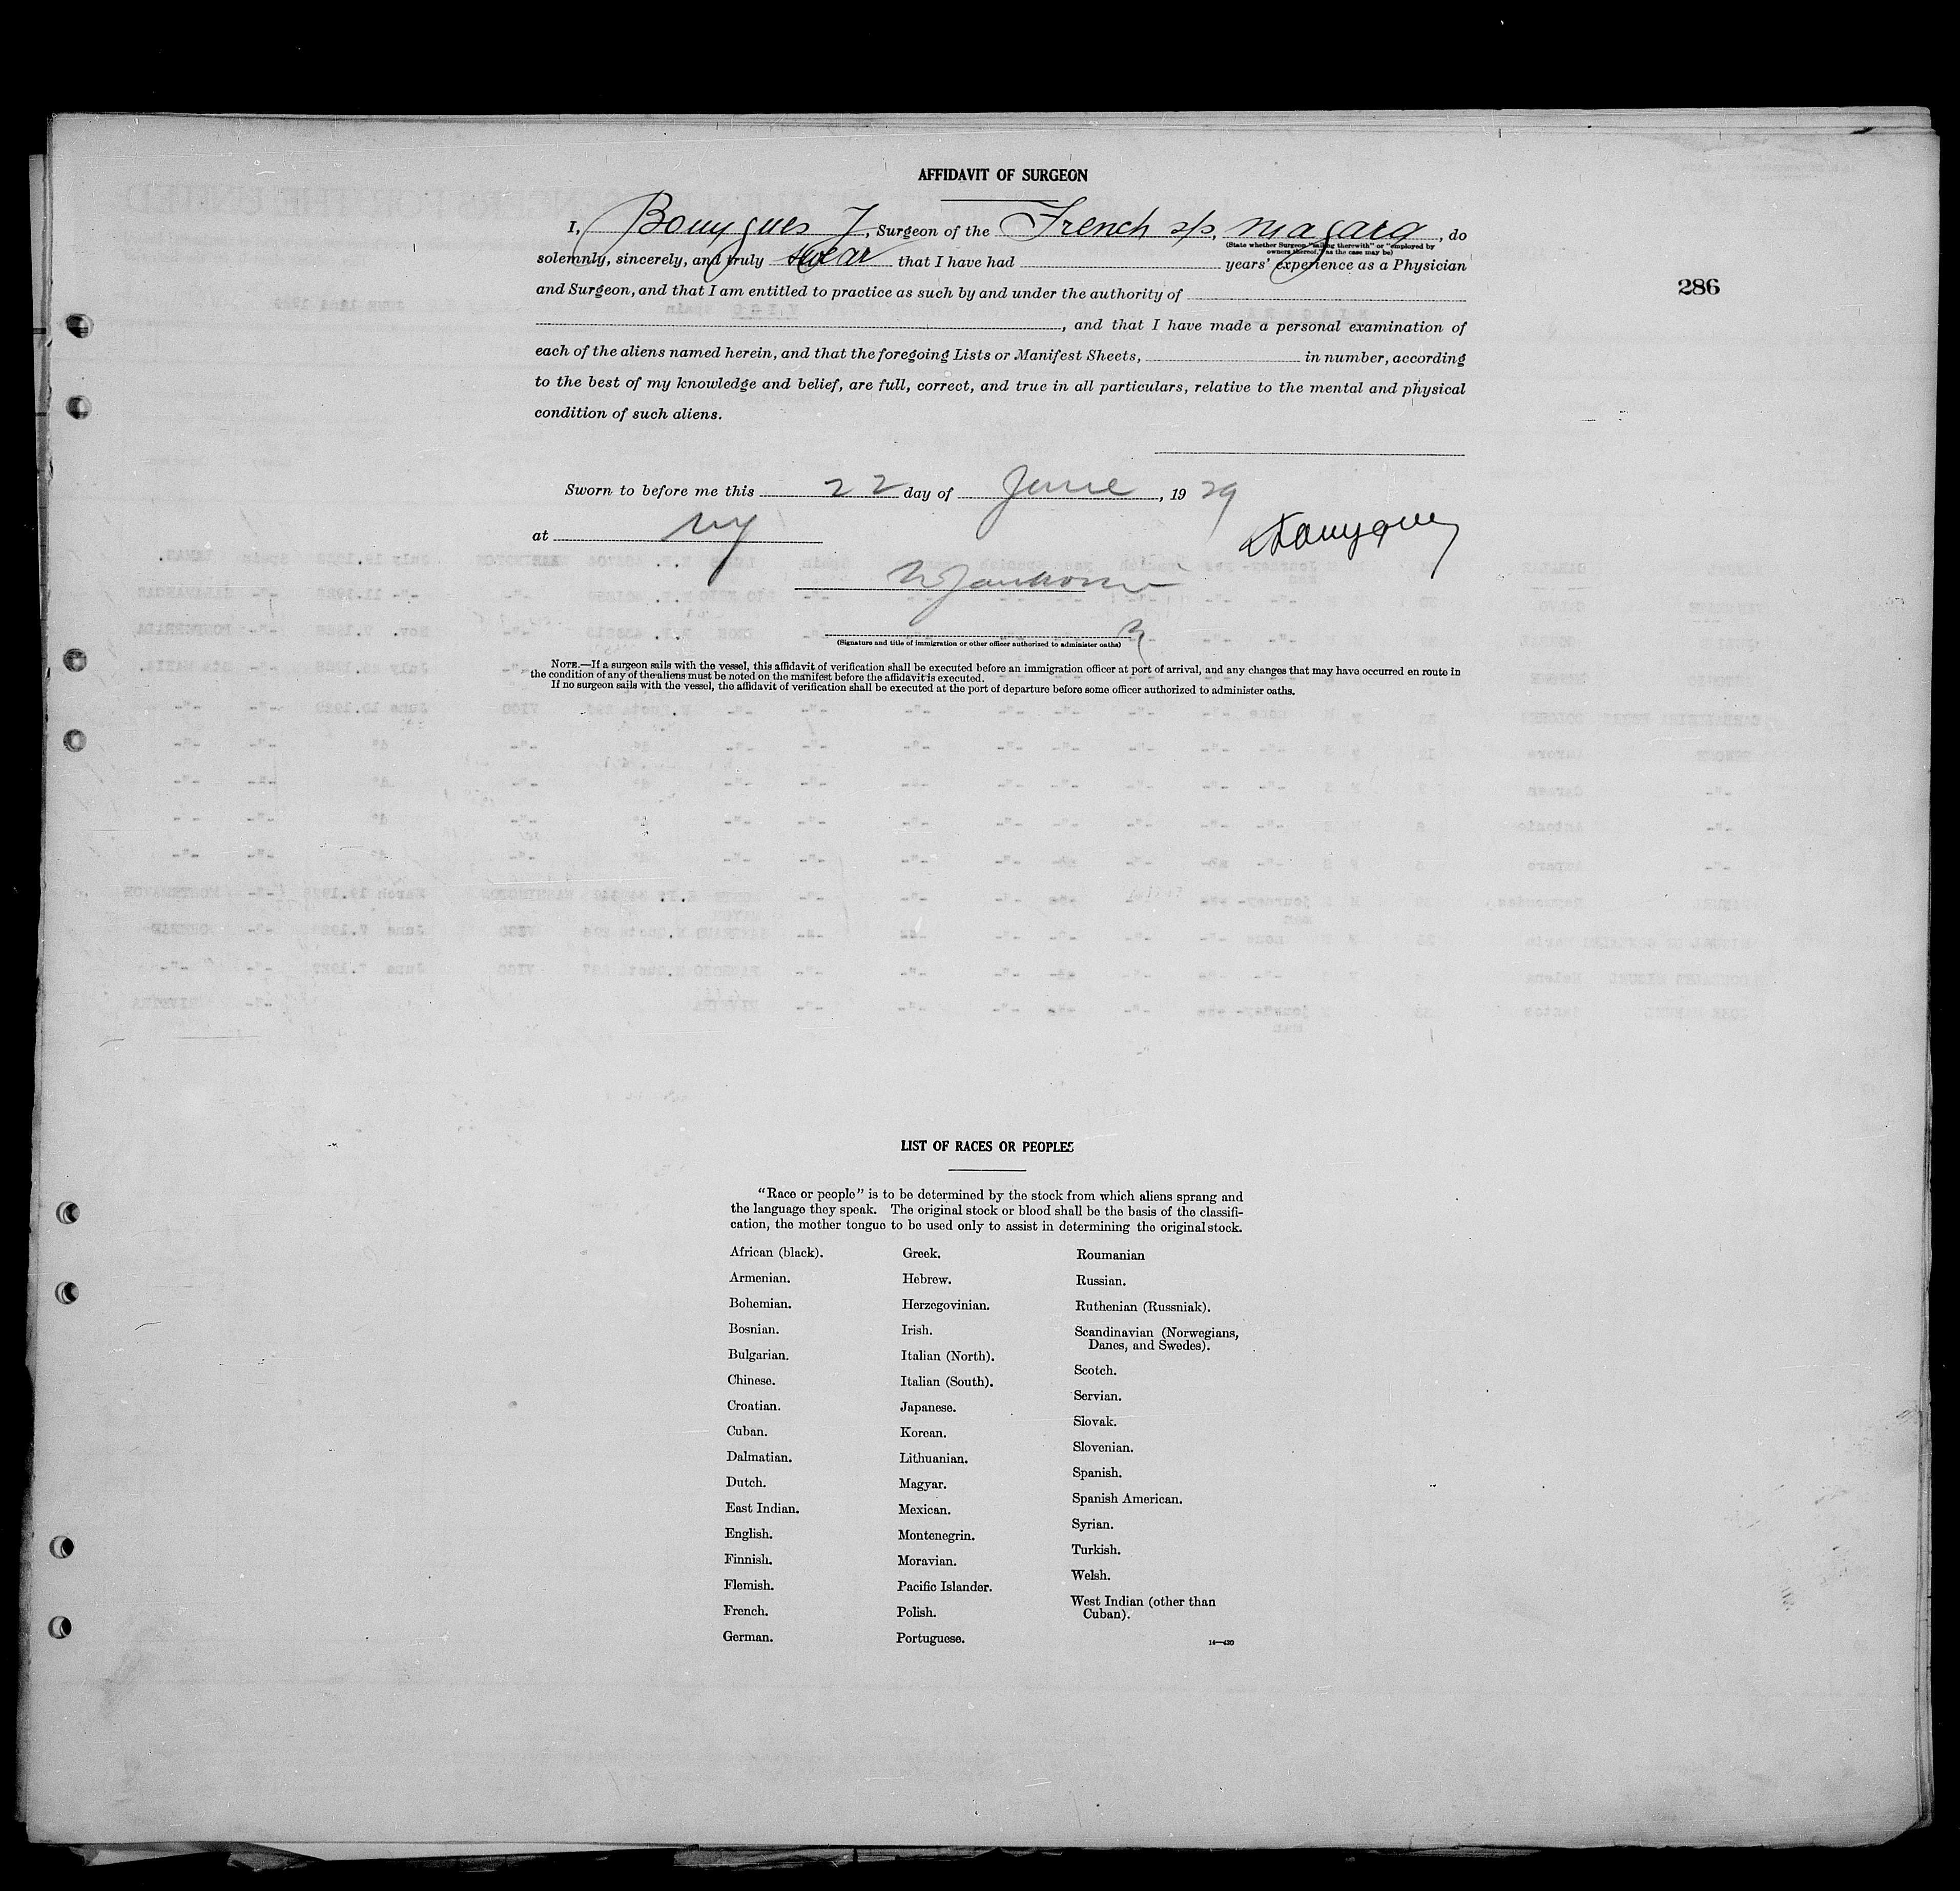 AFFIDAVIT OF SURGEON
I, Bouygues J, Surgeon of the French s/s, Niagara, do
(State whether Surgeon "sailing therewith" or "employed by
owners thereof," as the case may be)
solemnly, sincerely, and truly swear that I have had years' experience as a Physician
286
and Surgeon, and that I am entitled to practice as such by and under the authority of
, and that I have made a personal examination of
each of the aliens named herein, and that the foregoing Lists or Manifest Sheets, in number, according
to the best of my knowledge and belief, are full, correct, and true in all particulars, relative to the mental and physical
condition of such aliens.
Sworn to before me this 22 day of June, 1929
at NY
(Signature and title of immigration or other officer authorized to administer oaths)
NOTE.—If a surgeon sails with the vessel, this affidavit of verification shall be executed before an immigration officer at port of arrival, and any changes that may have occurred en route in
the condition of any of the aliens must be noted on the manifest before the affidavit is executed.
If no surgeon sails with the vessel, the affidavit of verification shall be executed at the port of departure before some officer authorized to administer oaths.
LIST OF RACES OR PEOPLES
"Race or people" is to be determined by the stock from which aliens sprang and
the language they speak. The original stock or blood shall be the basis of the classifi-
cation, the mother tongue to be used only to assist in determining the original stock.
African (black).
Armenian.
Bohemian.
Bosnian.
Bulgarian.
Chinese.
Croatian.
Cuban.
Dalmatian.
Dutch.
East Indian.
English.
Finnish.
Flemish.
French.
German.
Greek.
Hebrew.
Herzegovinian.
Irish.
Italian (North).
Italian (South).
Japanese.
Korean.
Lithuanian.
Magyar.
Mexican.
Montenegrin.
Moravian.
Pacific Islander.
Polish.
Portuguese.
Roumanian
Russian.
Ruthenian (Russniak).
Scandinavian (Norwegians,
Danes, and Swedes).
Scotch.
Servian.
Slovak.
Slovenian.
Spanish.
Spanish American.
Syrian.
Turkish.
Welsh.
West Indian (other than
Cuban).
14—430